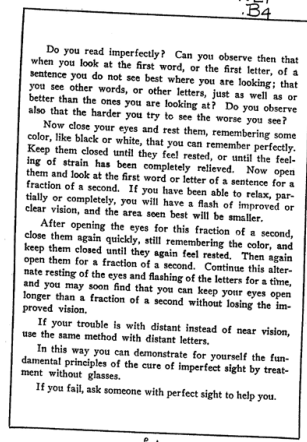 .B4
Do you read imperfectly? Can you observe then that
when you look at the first word, or the first letter, of a
sentence you do not see best where you are looking; that
you see other words, or other letters, just as well as or
better than the ones you are looking at? Do you observe
also that the harder you try to see the worse you see?
Now close your eyes and rest them, remembering some
color, like black or white, that you can remember perfectly.
Keep them closed until they feel rested, or until the feel-
ing of strain has been completely relieved. Now open
them and look at the first word or letter of a sentence for a
fraction of a second. If you have been able to relax, par-
tially or completely, you will have a flash of improved or
clear vision, and the area seen best will be smaller.
After opening the eyes for this fraction of a second,
close them again quickly, still remembering the color, and
keep them closed until they again feel rested. Then again
open them for a fraction of a second. Continue this alter-
nate resting of the eyes and flashing of the letters for a time,
and you may soon find that you can keep your eyes open
longer than a fraction of a second without losing the im-
proved vision.
If your trouble is with distant instead of near vision,
use the same method with distant letters.
In this way you can demonstrate for yourself the fun-
damental principles of the cure of imperfect sight by treat-
ment without glasses.
If you fail, ask someone with perfect sight to help you.